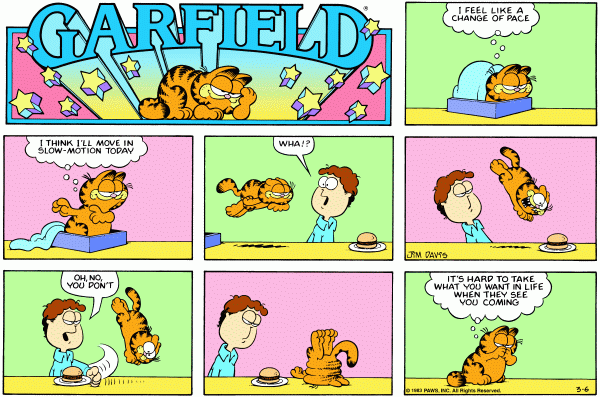 GARFIELD®
I FEEL LIKE A
CHANGE OF PACE
I THINK I'LL MOVE IN
SLOW-MOTION TODAY
WHA!?
JIM DAVIS
OH, NO,
YOU DON'T
IT'S HARD TO TAKE
WHAT YOU WANT IN LIFE
WHEN THEY SEE
YOU COMING
© 1983 PAWS, INC. All Rights Reserved.
3-6